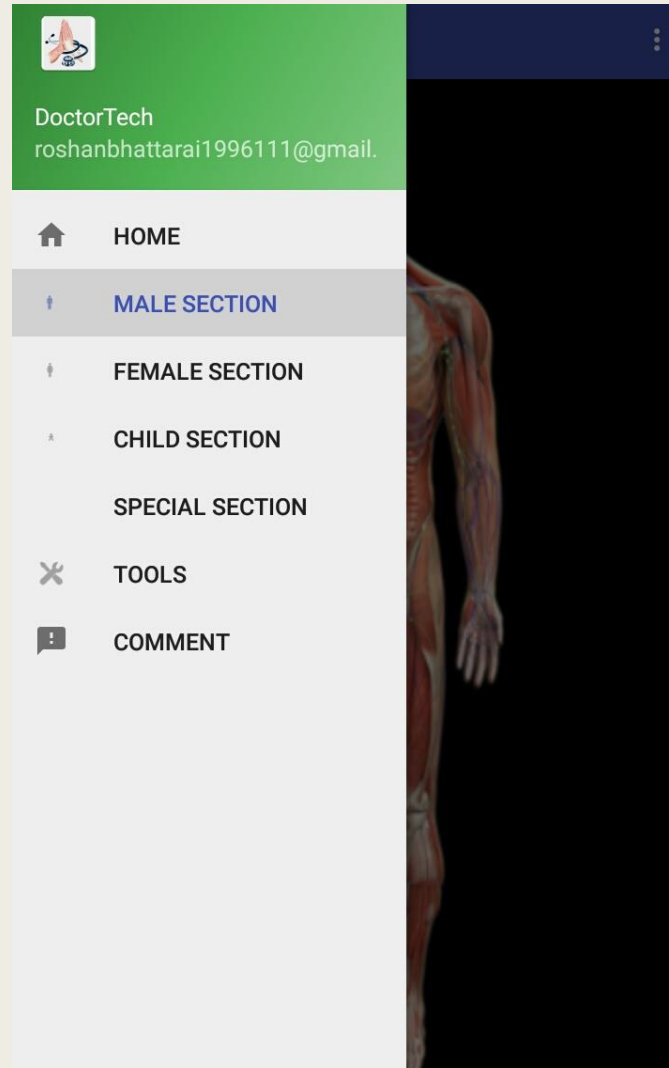 DoctorTech
roshanbhattarai1996111@gmail.
HOME
MALE SECTION
FEMALE SECTION
CHILD SECTION
SPECIAL SECTION
TOOLS
COMMENT